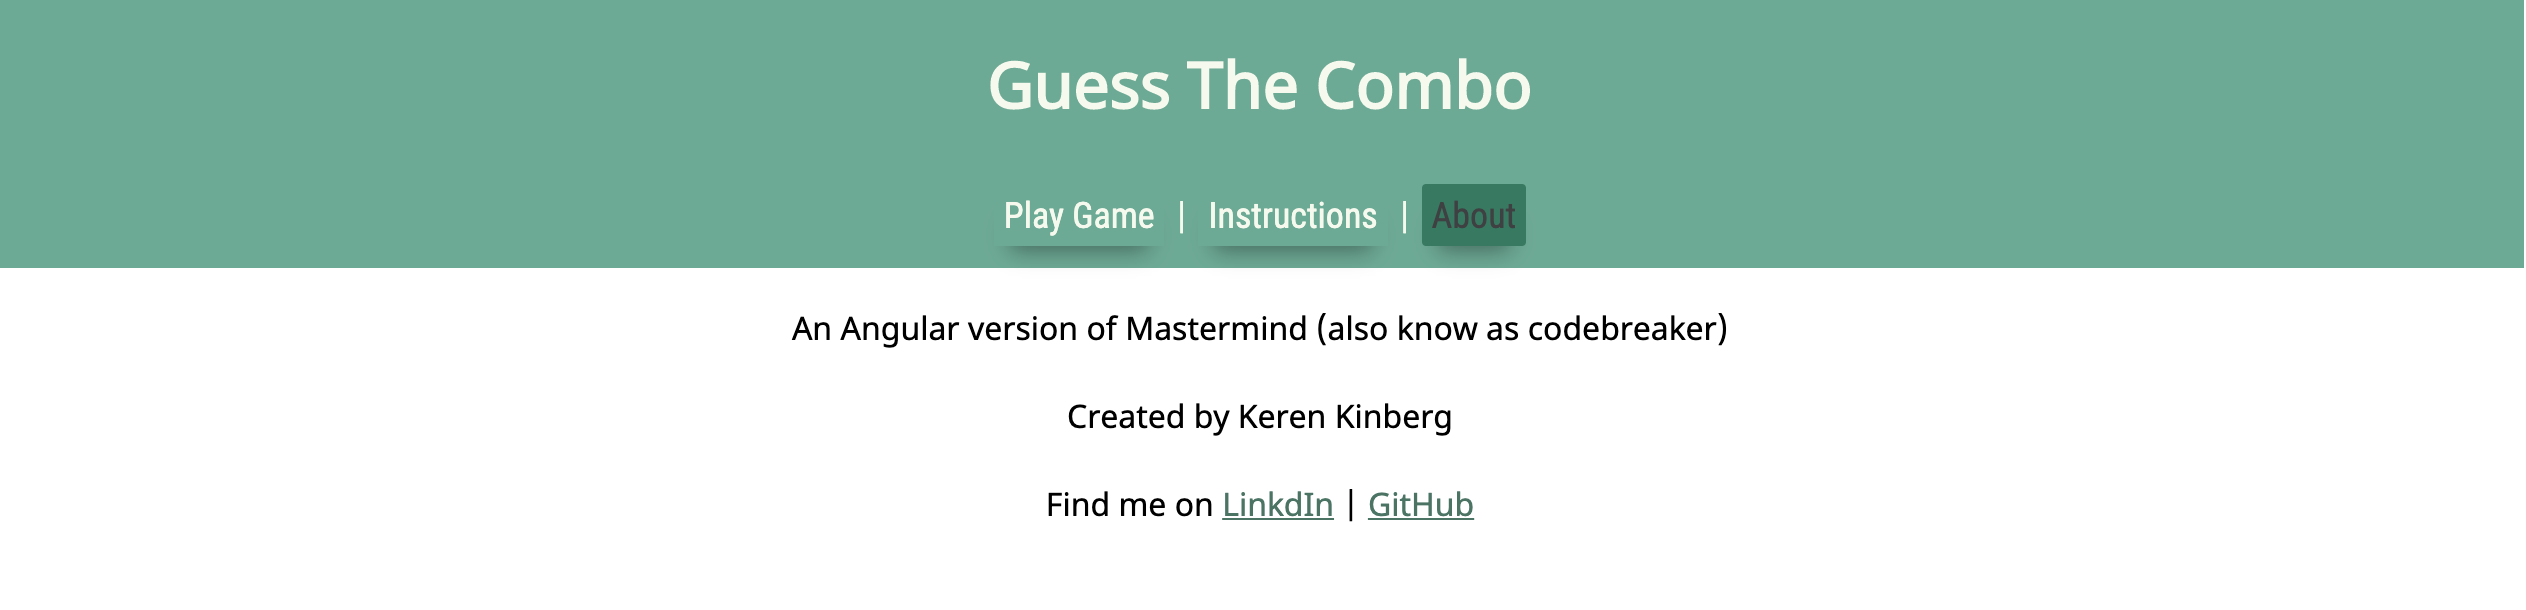 Guess The Combo
Play Game | Instructions | About
An Angular version of Mastermind (also know as codebreaker)
Created by Keren Kinberg
Find me on LinkdIn | GitHub